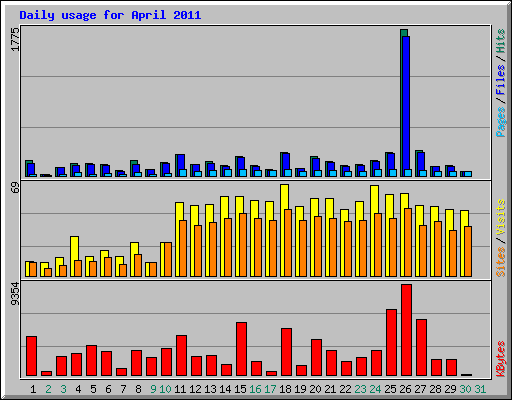 Daily usage for April 2011
1775
Pages / Files / Hits
69
Sites / Visits
9354
KBytes
1 2 3 4 5 6 7 8 9 10 11 12 13 14 15 16 17 18 19 20 21 22 23 24 25 26 27 28 29 30 31